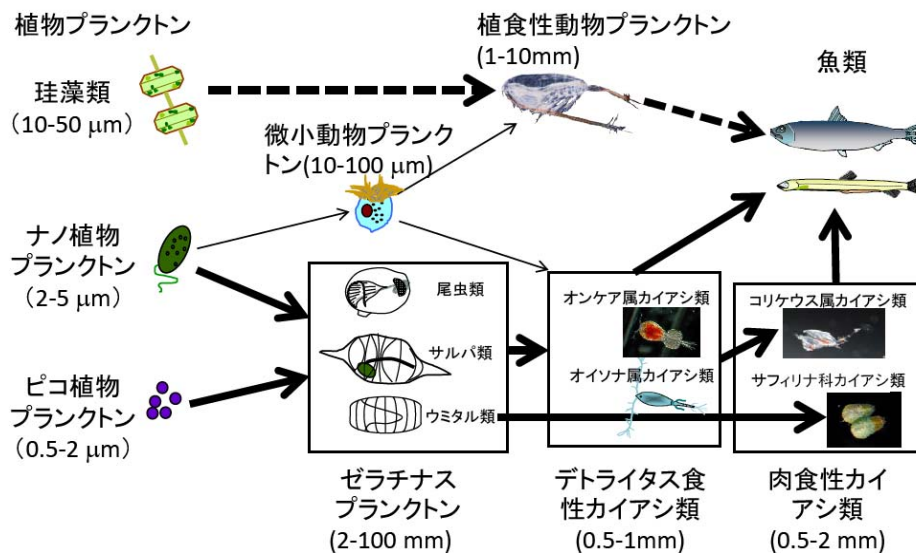 植物プランクトン
珪藻類
(10-50 μm)
植食性動物プランクトン
(1-10mm)
魚類
微小動物プランク
トン(10-100 μm)
ナノ植物
プランクトン
(2-5 μm)
ピコ植物
プランクトン
(0.5-2 μm)
尾虫類
サルパ類
ウミタル類
オンケア属カイアシ類
オイソナ属カイアシ類
コリケウス属カイアシ類
サフィリナ科カイアシ類
ゼラチナス
プランクトン
(2-100 mm)
デトライタス食
性カイアシ類
(0.5-1mm)
肉食性カイ
アシ類
(0.5-2 mm)